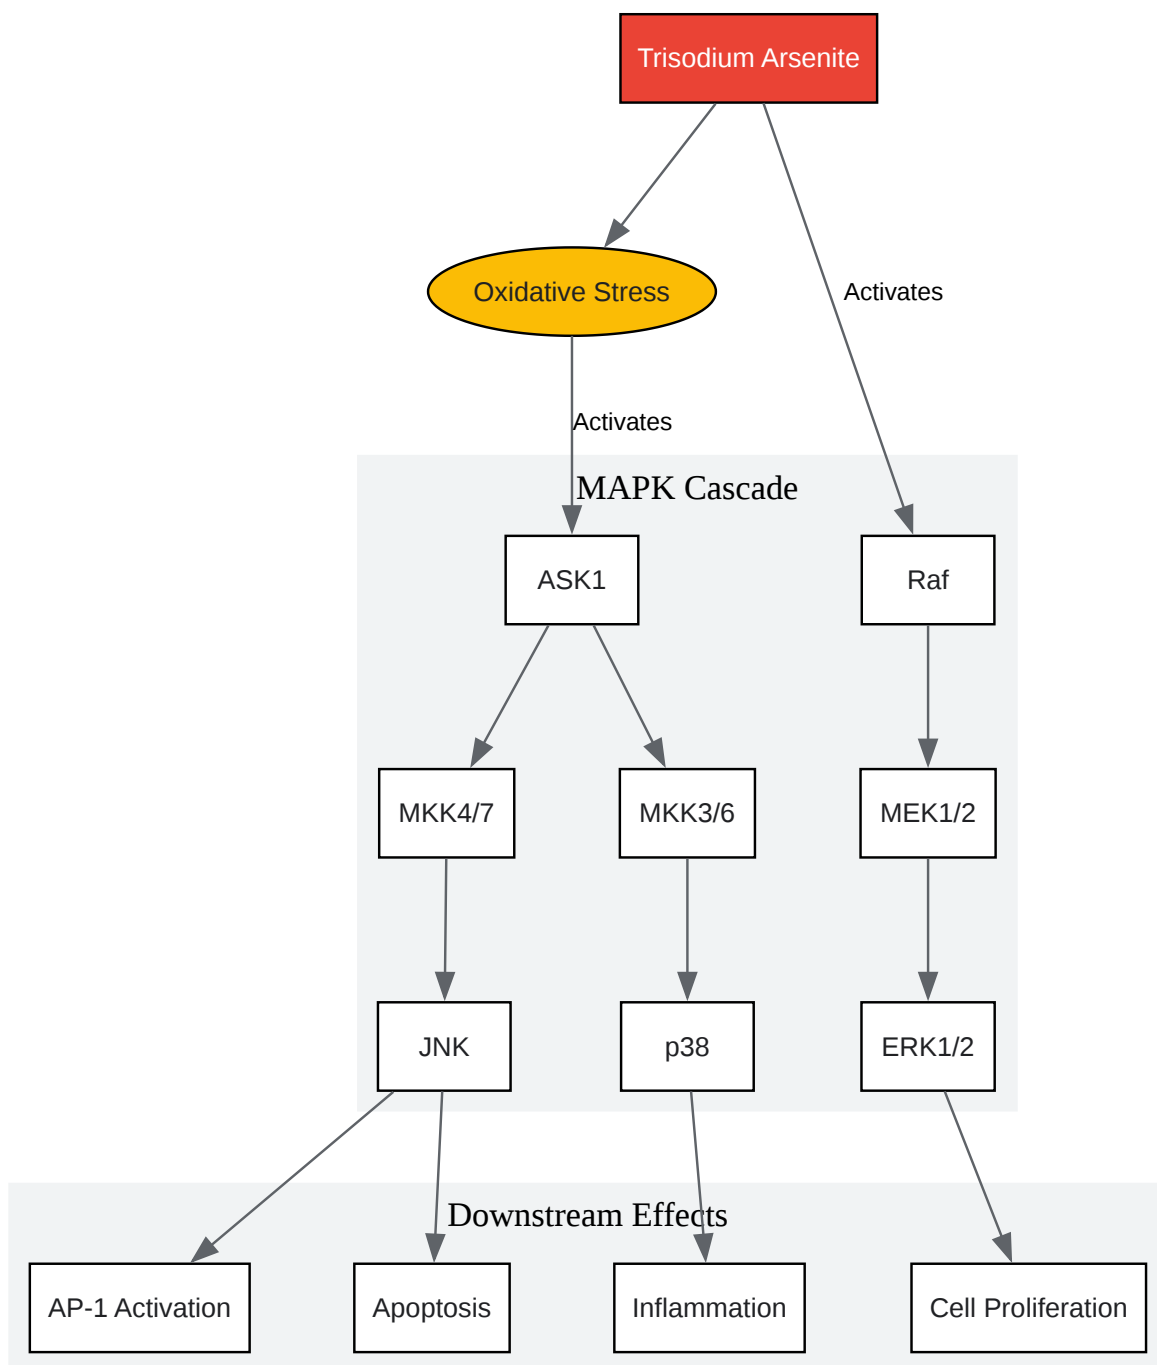 Trisodium Arsenite
Oxidative Stress
Activates
Activates
MAPK Cascade
ASK1
Raf
MKK4/7
MKK3/6
MEK1/2
JNK
p38
ERK1/2
Downstream Effects
AP-1 Activation
Apoptosis
Inflammation
Cell Proliferation